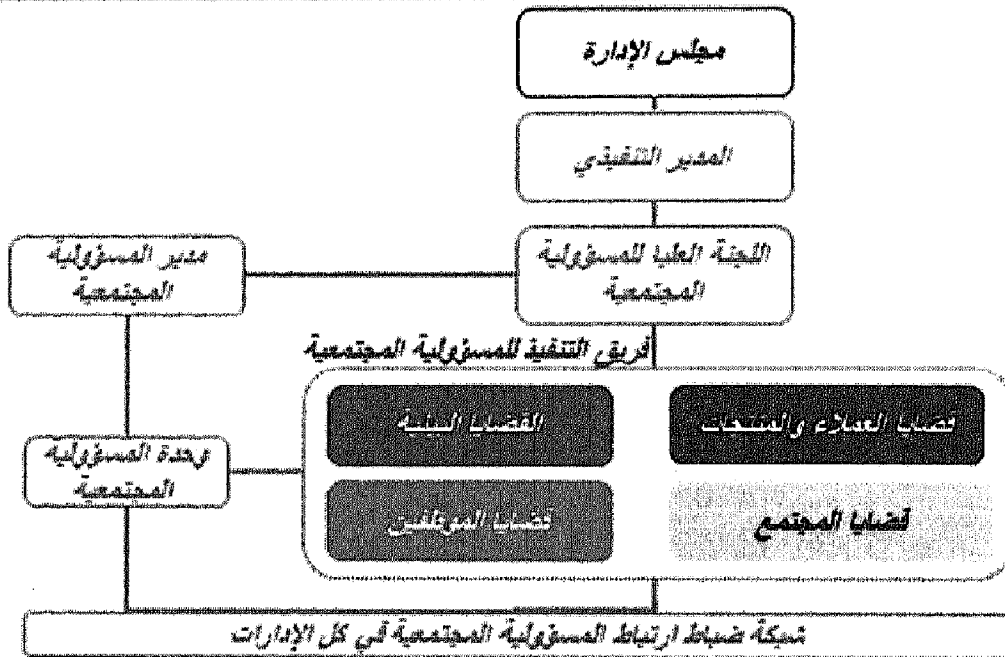 مجلس الإدارة
المدير التنفيذي
اللجنة العليا للمسؤولية
المجتمعية
مدير المسؤولية
المجتمعية
فريق التنفيذ للمسؤولية المجتمعية
قضايا العملاء والمنتجات
القضايا البيئية
قضايا المجتمع
قضايا الموظفين
وحدة المسؤولية
المجتمعية
شبكة ضباط ارتباط المسؤولية المجتمعية في كل الإدارات